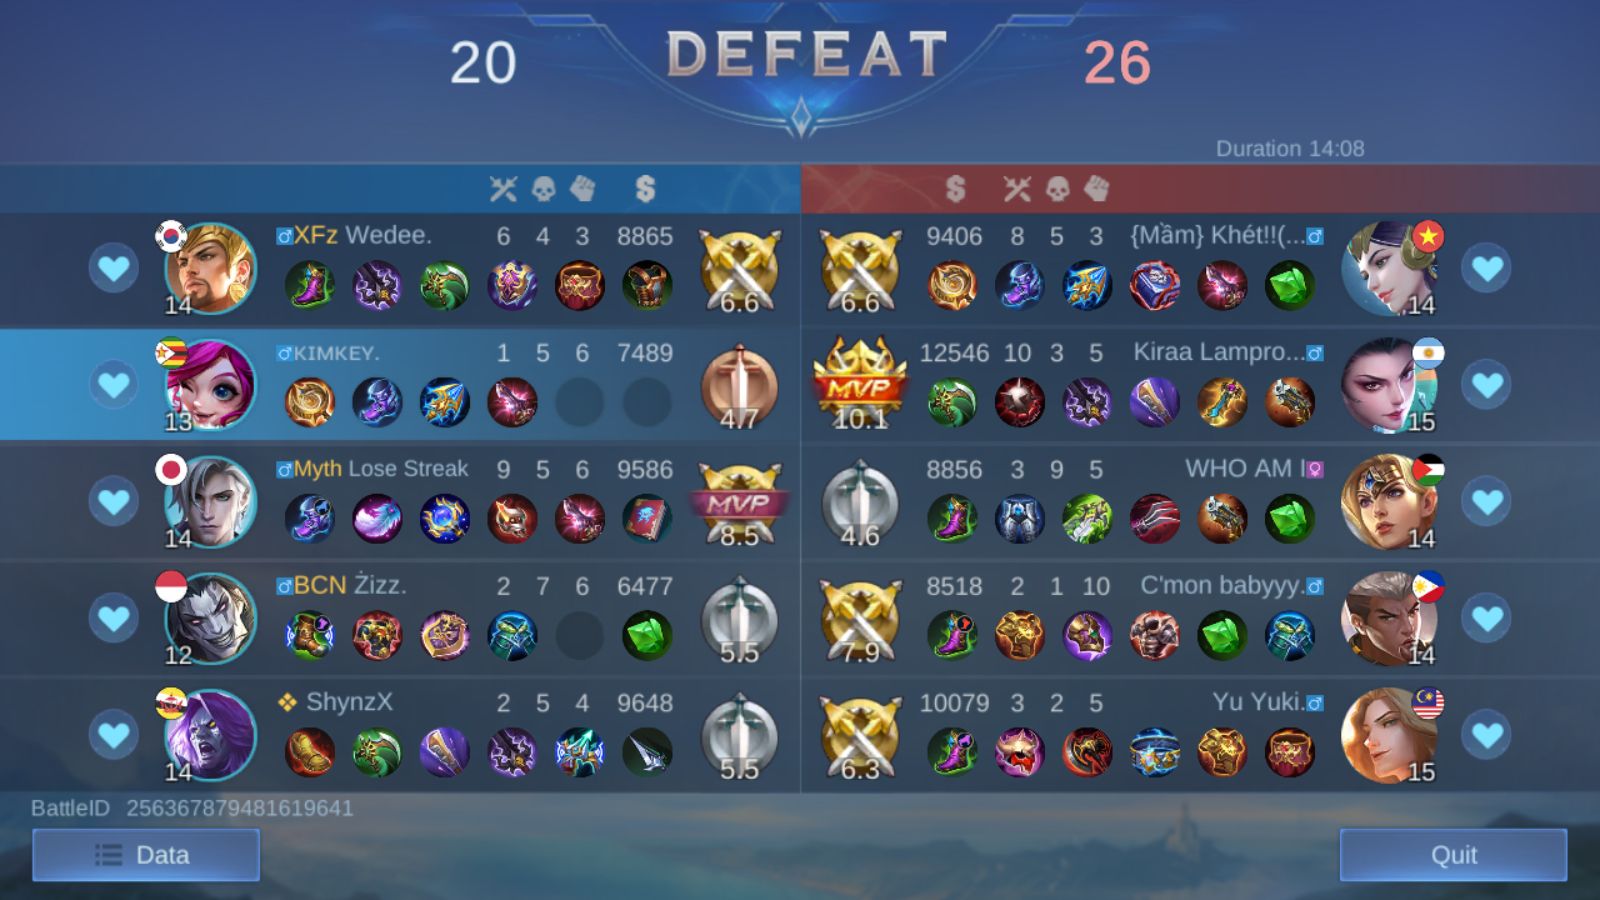 20 DEFEAT 26
Duration 14:08
XFz Wedee. 6 4 3 8865
14 6.6
9406 8 5 3 {Mầm} Khét!!(...
6.6 14
KIMKEY. 1 5 6 7489
13 4.7
12546 10 3 5 Kiraa Lampro...
MVP
10.1 15
Myth Lose Streak 9 5 6 9586
MVP
14 8.5
8856 3 9 5 WHO AM I
4.6 14
BCN Żizz. 2 7 6 6477
12 5.5
8518 2 1 10 C'mon babyyy.
7.9 14
ShynzX 2 5 4 9648
14 5.5
10079 3 2 5 Yu Yuki.
6.3 15
BattleID 256367879481619641
Data
Quit